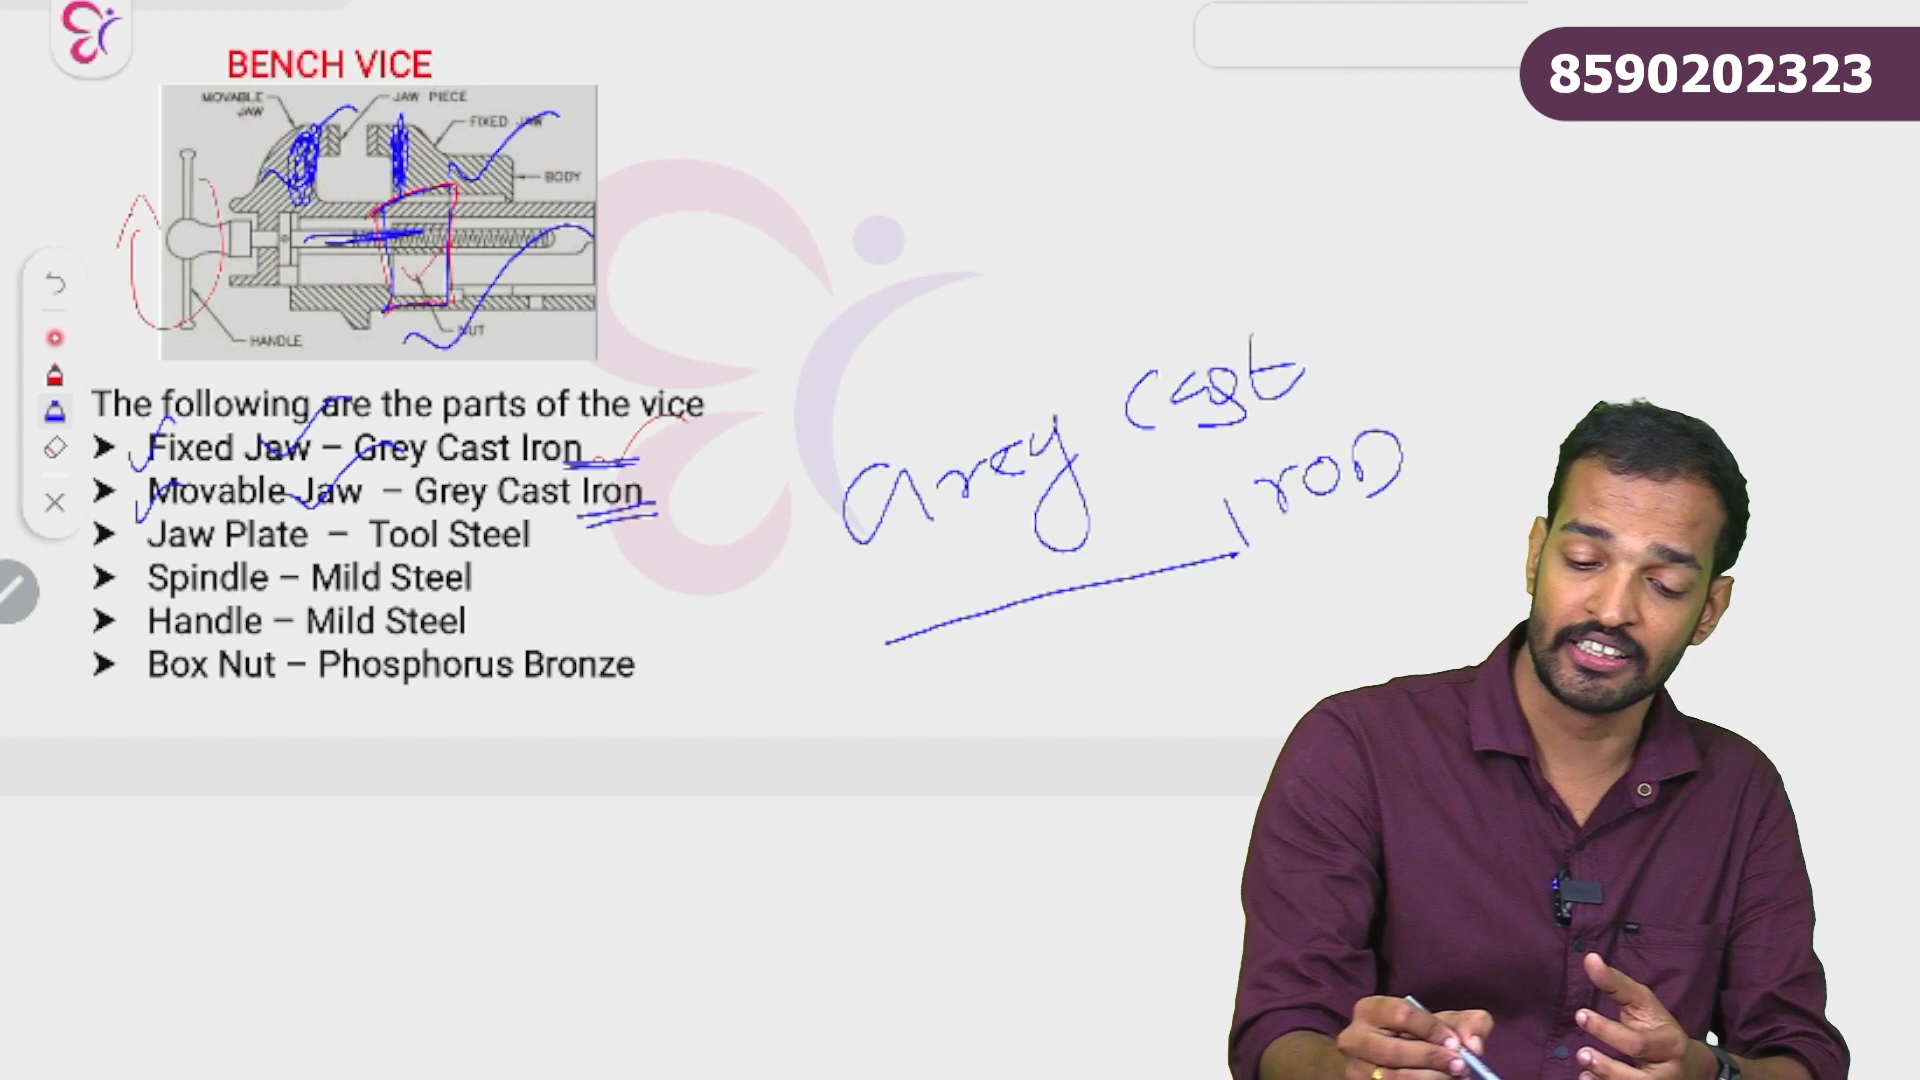 8590202323
BENCH VICE
MOVABLE JAW
JAW PIECE
FIXED JAW
BODY
NUT
HANDLE
The following are the parts of the vice
➤ Fixed Jaw – Grey Cast Iron
➤ Movable Jaw – Grey Cast Iron
➤ Jaw Plate – Tool Steel
➤ Spindle – Mild Steel
➤ Handle – Mild Steel
➤ Box Nut – Phosphorus Bronze
Grey cast
Iron